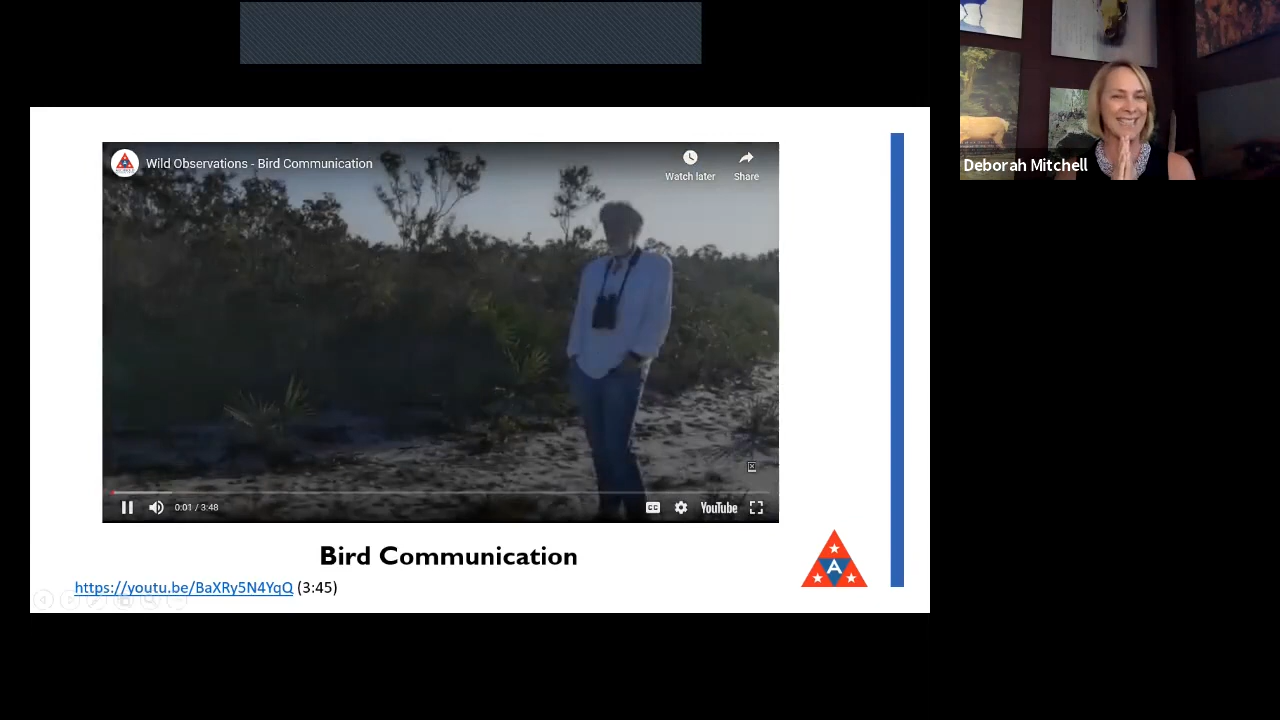 Wild Observations - Bird Communication
Watch later
Share
Deborah Mitchell
0:01 / 3:48
CC
YouTube
Bird Communication
A
https://youtu.be/BaXRy5N4YqQ (3:45)